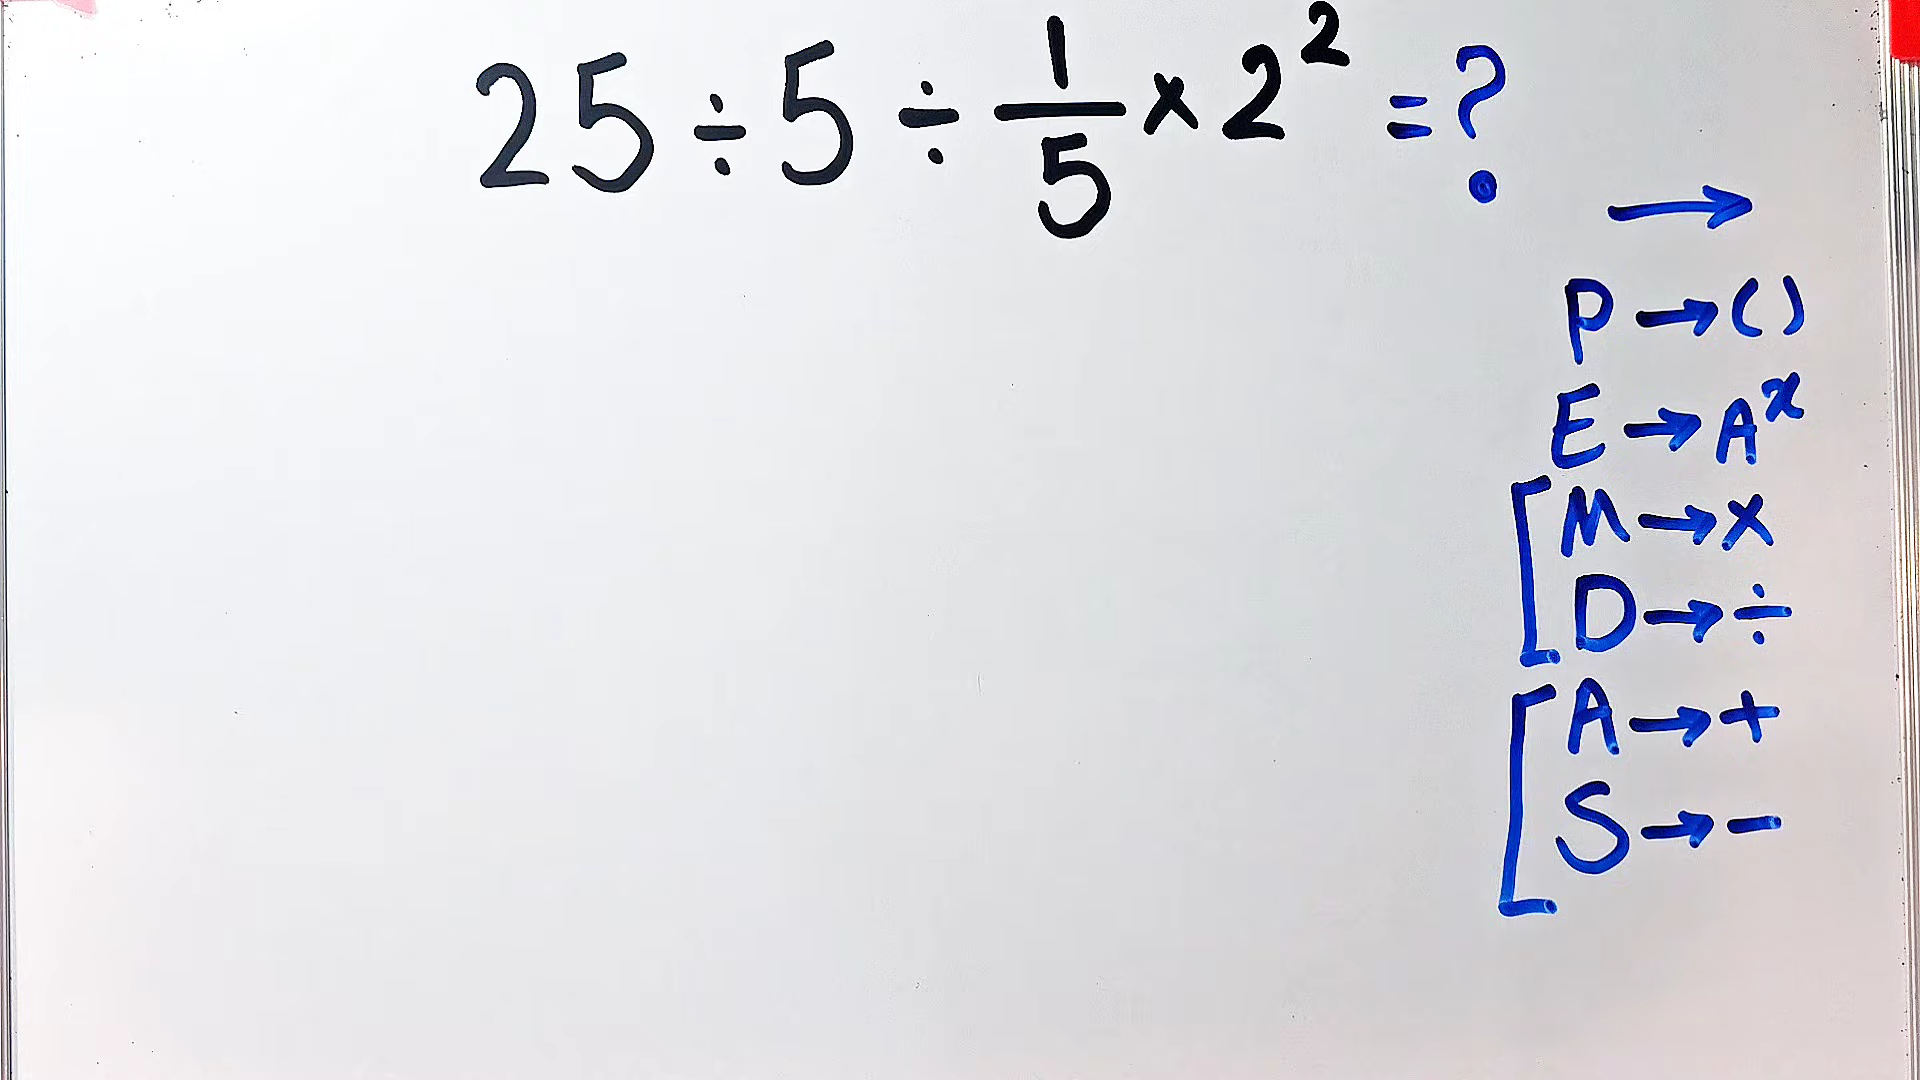 25 ÷ 5 ÷ 1/5 × 2² = ?
→
P → ( )
E → Aˣ
M → ×
D → ÷
A → +
S → −